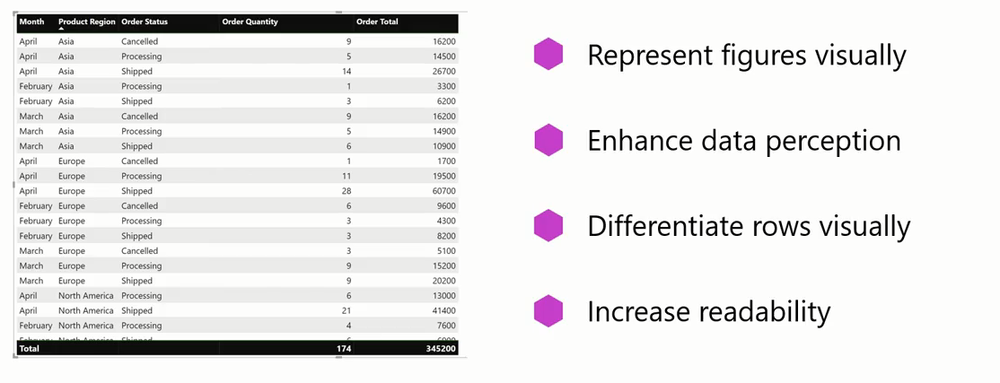 Month Product Region Order Status Order Quantity Order Total
April Asia Cancelled 9 16200
April Asia Processing 5 14500
April Asia Shipped 14 26700
February Asia Processing 1 3300
February Asia Shipped 3 6200
March Asia Cancelled 9 16200
March Asia Processing 5 14900
March Asia Shipped 6 10900
April Europe Cancelled 1 1700
April Europe Processing 11 19500
April Europe Shipped 28 60700
February Europe Cancelled 6 9600
February Europe Processing 3 4300
February Europe Shipped 3 8200
March Europe Cancelled 3 5100
March Europe Processing 9 15200
March Europe Shipped 9 20200
April North America Processing 6 13000
April North America Shipped 21 41400
February North America Processing 4 7600
February North America Shipped
Total 174 345200
Represent figures visually
Enhance data perception
Differentiate rows visually
Increase readability